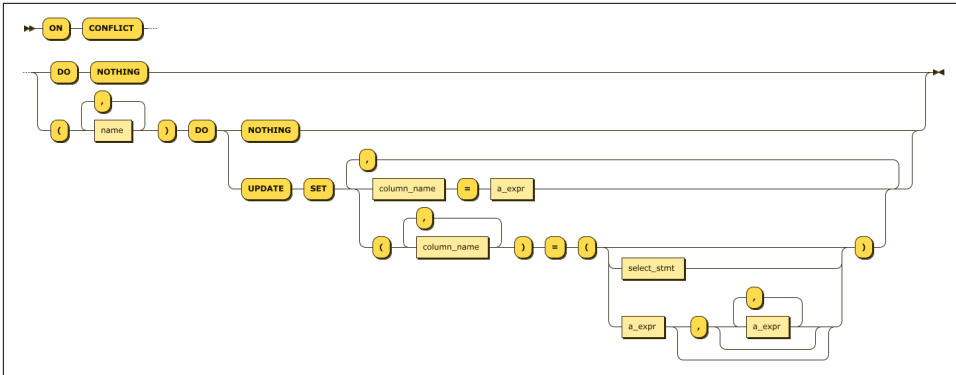 ON CONFLICT
DO NOTHING
,
( name ) DO NOTHING
,
UPDATE SET column_name = a_expr
,
( column_name ) = ( )
select_stmt
,
a_expr , a_expr